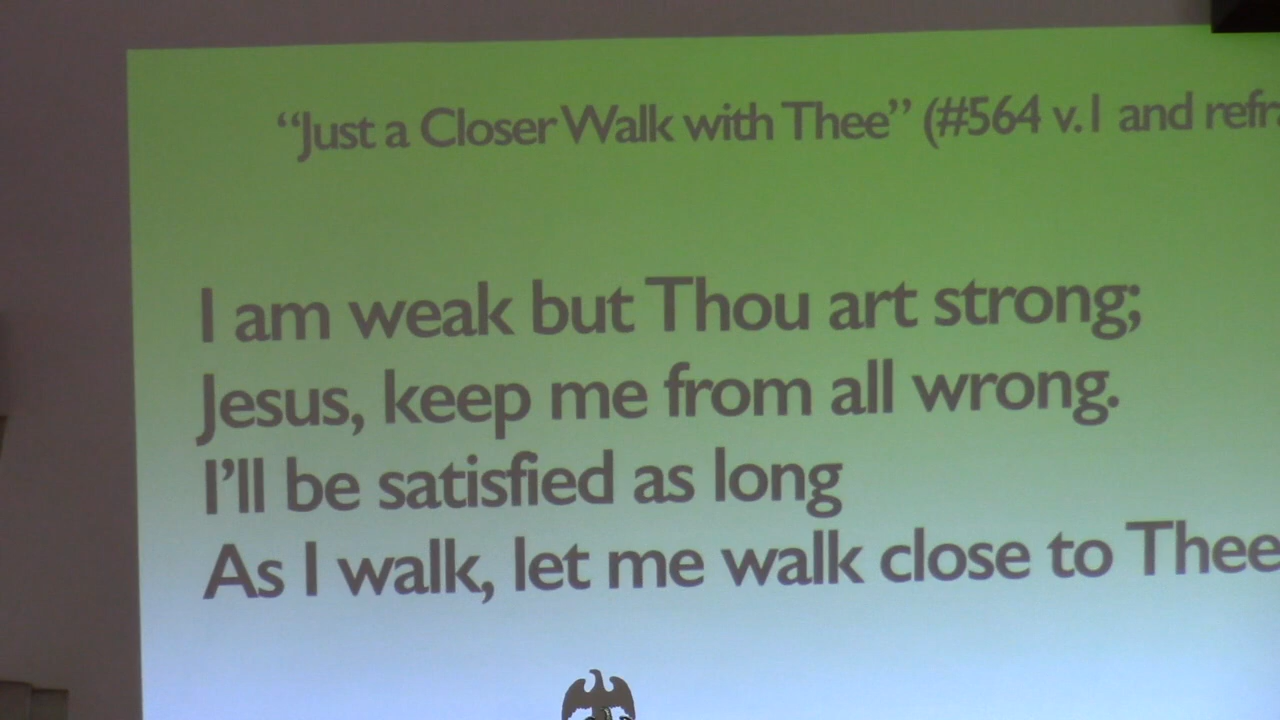 “Just a Closer Walk with Thee” (#564 v.1 and refr
I am weak but Thou art strong;
Jesus, keep me from all wrong.
I’ll be satisfied as long
As I walk, let me walk close to Thee